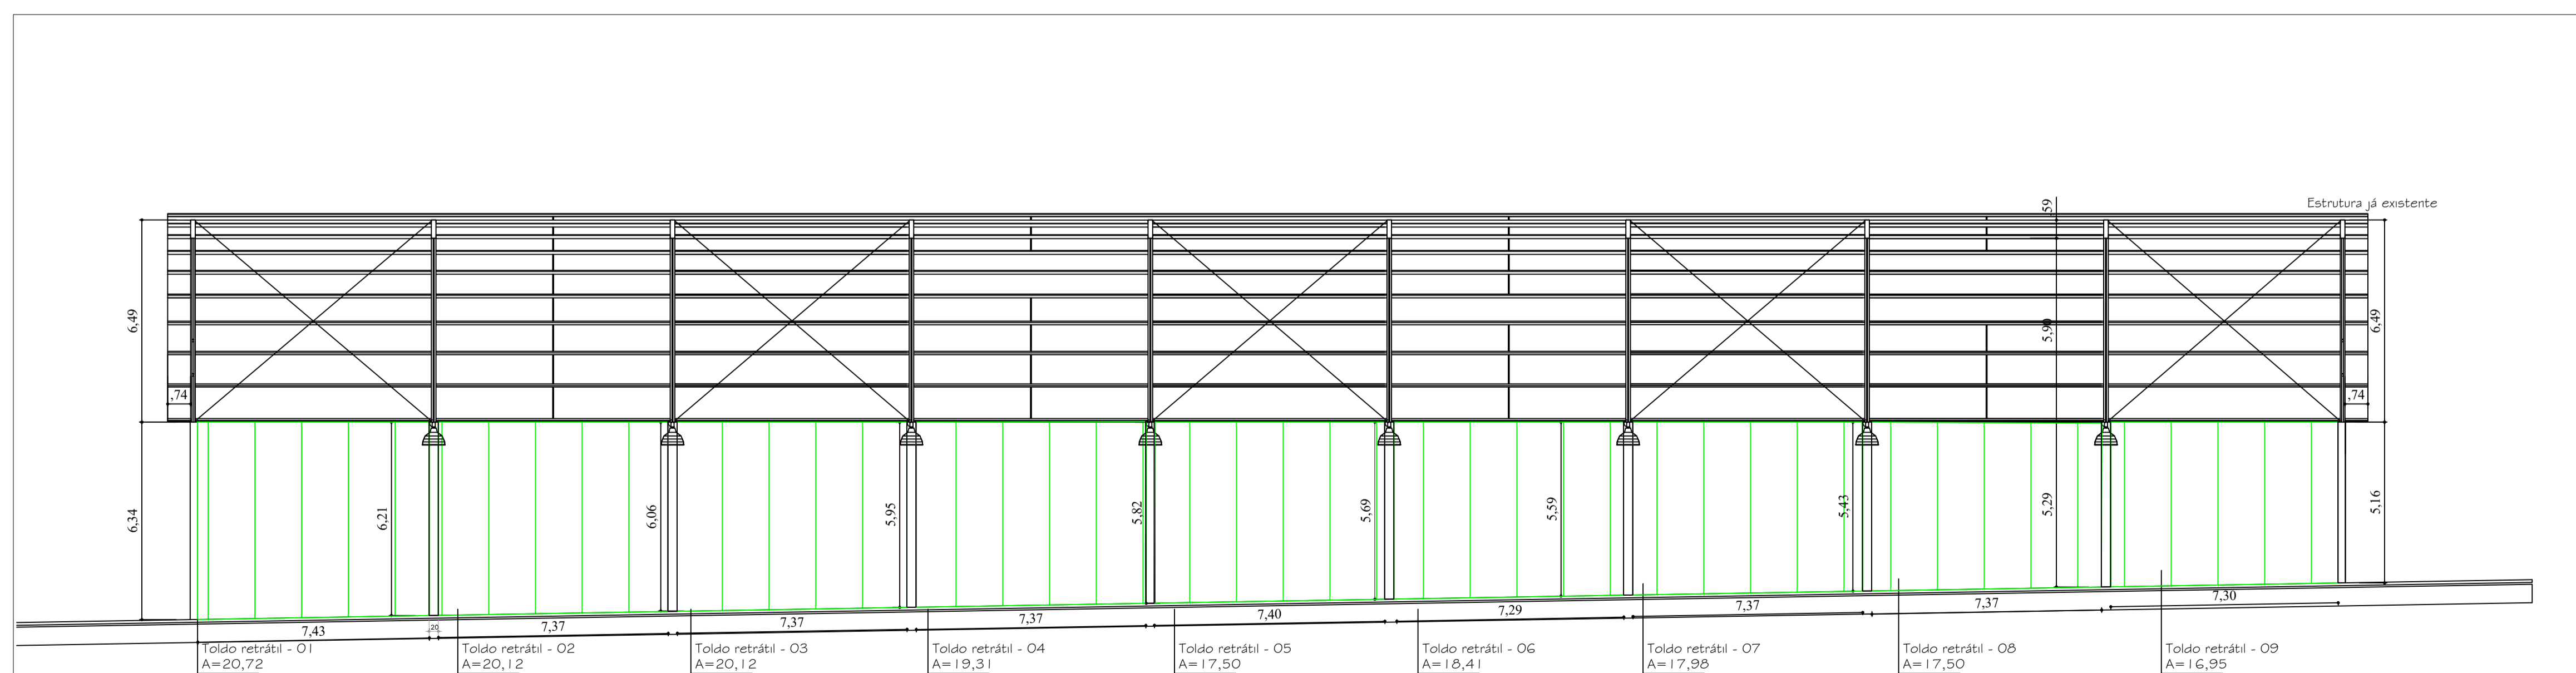 ,59
Estrutura já existente
6,49
5,90
6,49
,74
,74
6,34
6,21
6,06
5,95
5,82
5,69
5,59
5,43
5,29
5,16
7,43
,20
7,37
7,37
7,37
7,40
7,29
7,37
7,37
7,30
Toldo retrátil - 01
A=20,72
Toldo retrátil - 02
A=20,12
Toldo retrátil - 03
A=20,12
Toldo retrátil - 04
A=19,31
Toldo retrátil - 05
A=17,50
Toldo retrátil - 06
A=18,41
Toldo retrátil - 07
A=17,98
Toldo retrátil - 08
A=17,50
Toldo retrátil - 09
A=16,95